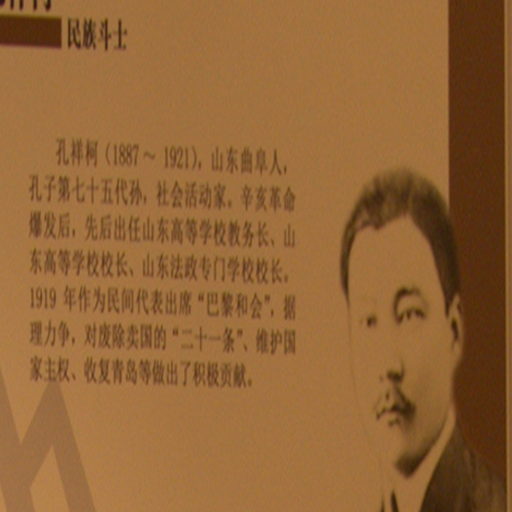 民族斗士
孔祥柯（1887～1921），山东曲阜人，
孔子第七十五代孙，社会活动家。辛亥革命
爆发后，先后出任山东高等学校教务长、山
东高等学校校长、山东法政专门学校校长。
1919年作为民间代表出席“巴黎和会”，据
理力争，对废除卖国的“二十一条”、维护国
家主权、收复青岛等做出了积极贡献。